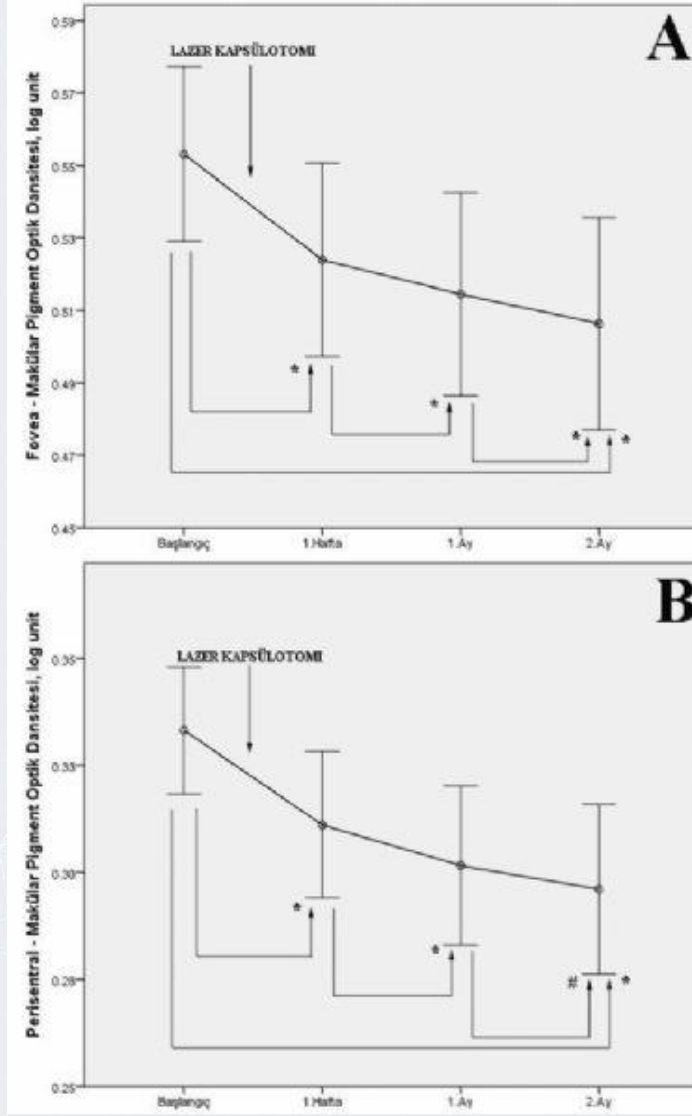 A
LAZER KAPSÜLOTOMI
Fovea - Makülar Pigment Optik Dansitesi, log unit
0.59
0.57
0.55
0.53
0.51
0.49
0.47
0.45
*
*
*
*
Başlangıç
1.Hafta
1.Ay
2.Ay
B
LAZER KAPSÜLOTOMI
Perisentral - Makülar Pigment Optik Dansitesi, log unit
0.35
0.33
0.30
0.28
0.25
*
*
#
*
Başlangıç
1.Hafta
1.Ay
2.Ay